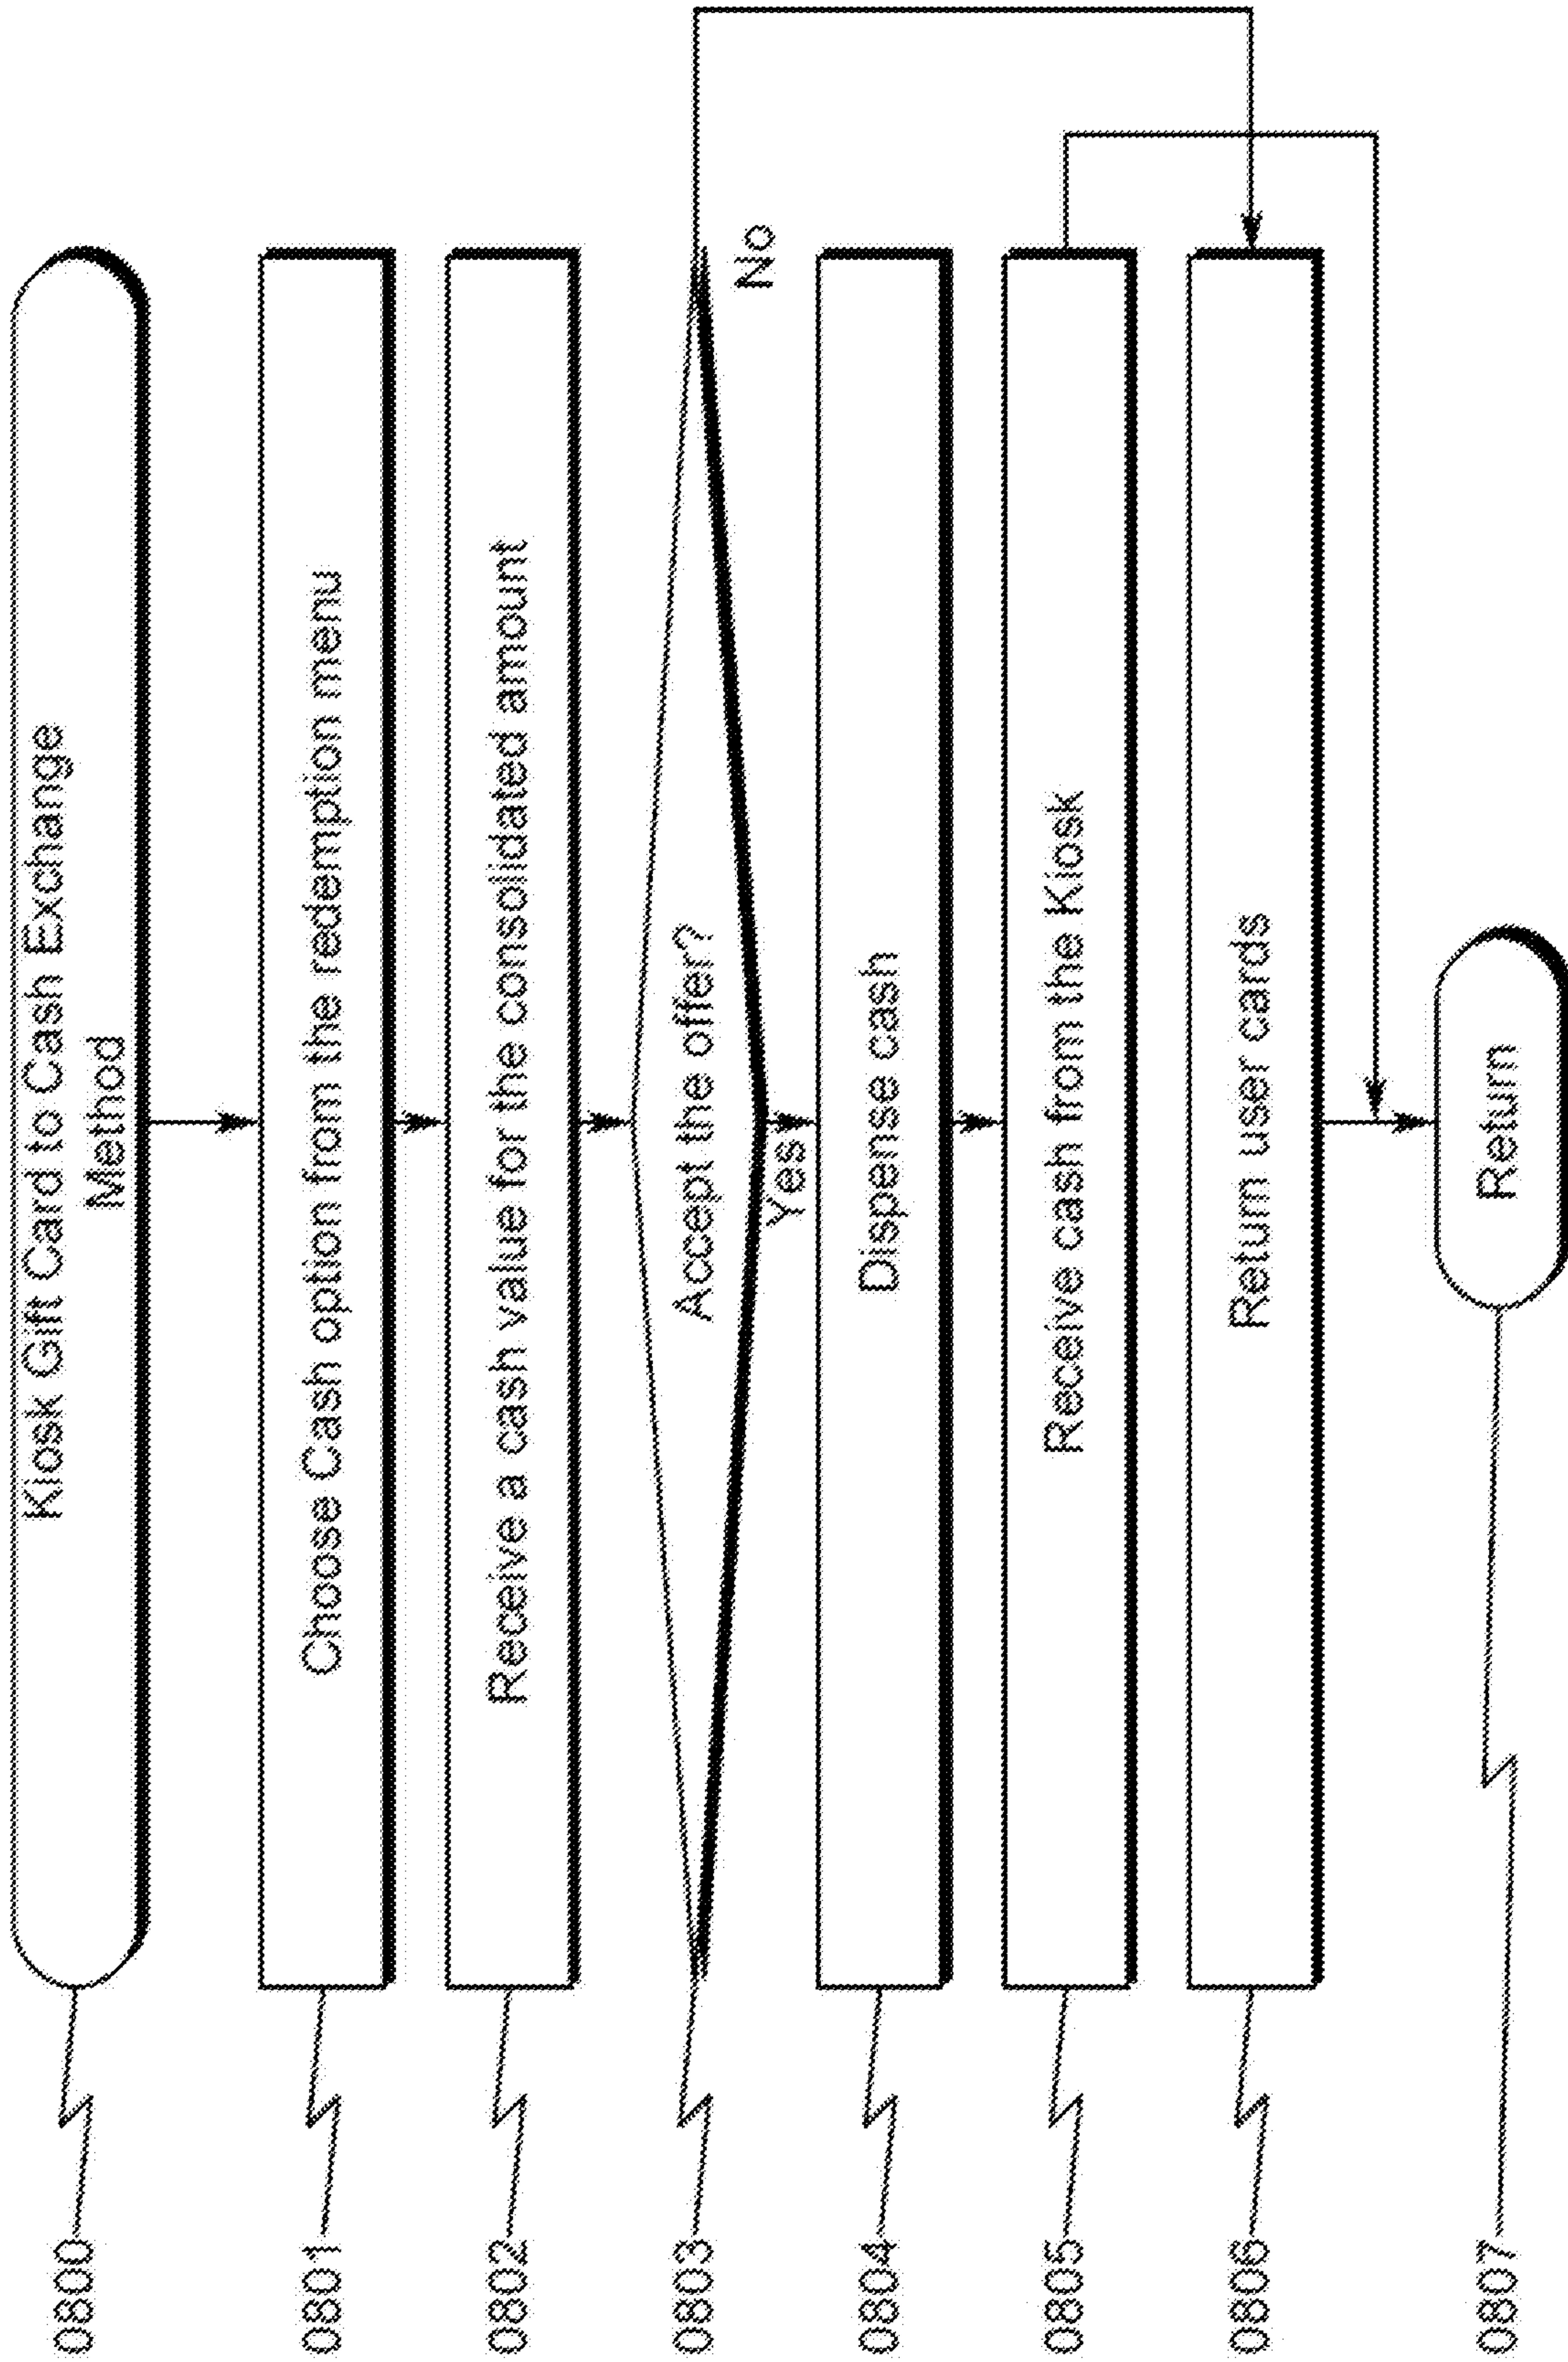 0800
Kiosk Gift Card to Cash Exchange
Method
0801
Choose Cash option from the redemption menu
0802
Receive a cash value for the consolidated amount
0803
Accept the offer?
No
Yes
0804
Dispense cash
0805
Receive cash from the Kiosk
0806
Return user cards
0807
Return